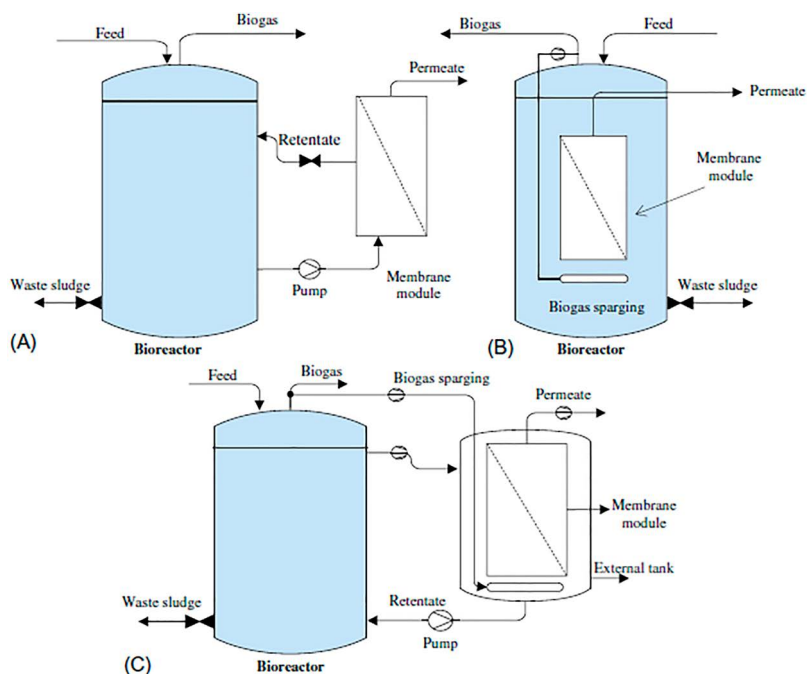 Feed
Biogas
Permeate
Retentate
Waste sludge
Pump
Membrane
module
(A)
Bioreactor
Biogas
Feed
Permeate
Membrane
module
Waste sludge
Biogas sparging
(B)
Bioreactor
Feed
Biogas
Biogas sparging
Permeate
Membrane
module
External tank
Waste sludge
Retentate
Pump
(C)
Bioreactor